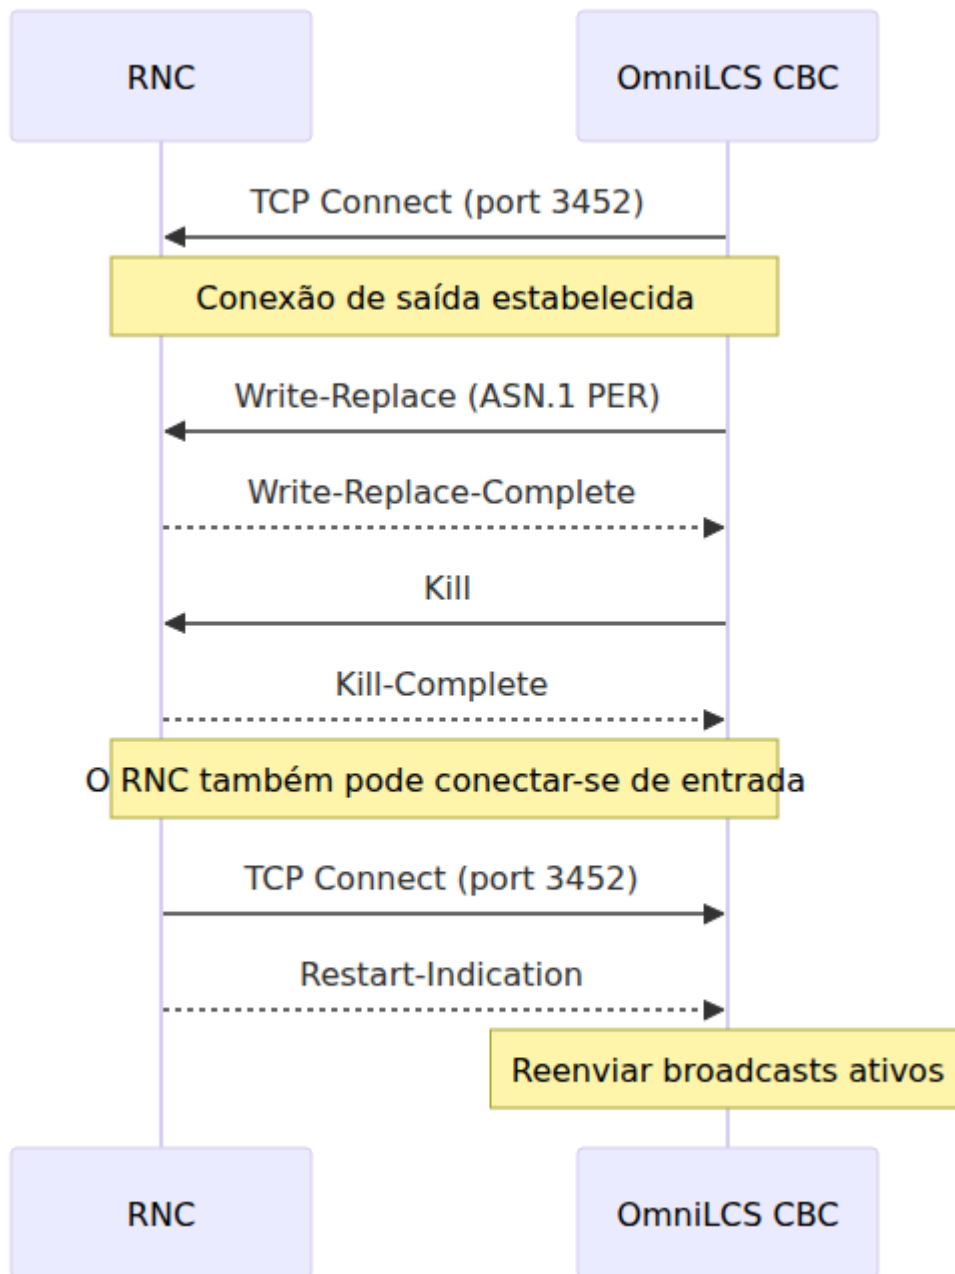 RNC
OmniLCS CBC
TCP Connect (port 3452)
Conexão de saída estabelecida
Write-Replace (ASN.1 PER)
Write-Replace-Complete
Kill
Kill-Complete
O RNC também pode conectar-se de entrada
TCP Connect (port 3452)
Restart-Indication
Reenviar broadcasts ativos
RNC
OmniLCS CBC